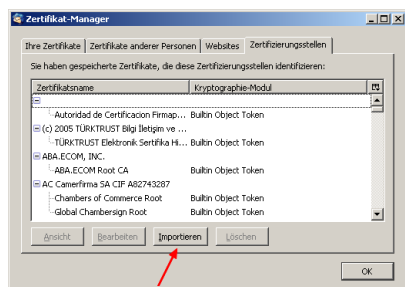 Zertifikat-Manager
Ihre Zertifikate Zertifikate anderer Personen Websites Zertifizierungsstellen
Sie haben gespeicherte Zertifikate, die diese Zertifizierungsstellen identifizieren:
Zertifikatsname Kryptographie-Modul
Autoridad de Certificacion Firmap... Builtin Object Token
(c) 2005 TÜRKTRUST Bilgi İletişim ve ...
TÜRKTRUST Elektronik Sertifika Hi... Builtin Object Token
ABA.ECOM, INC.
ABA.ECOM Root CA Builtin Object Token
AC Camerfirma SA CIF A82743287
Chambers of Commerce Root Builtin Object Token
Global Chambersign Root Builtin Object Token
Ansicht Bearbeiten Importieren Löschen
OK